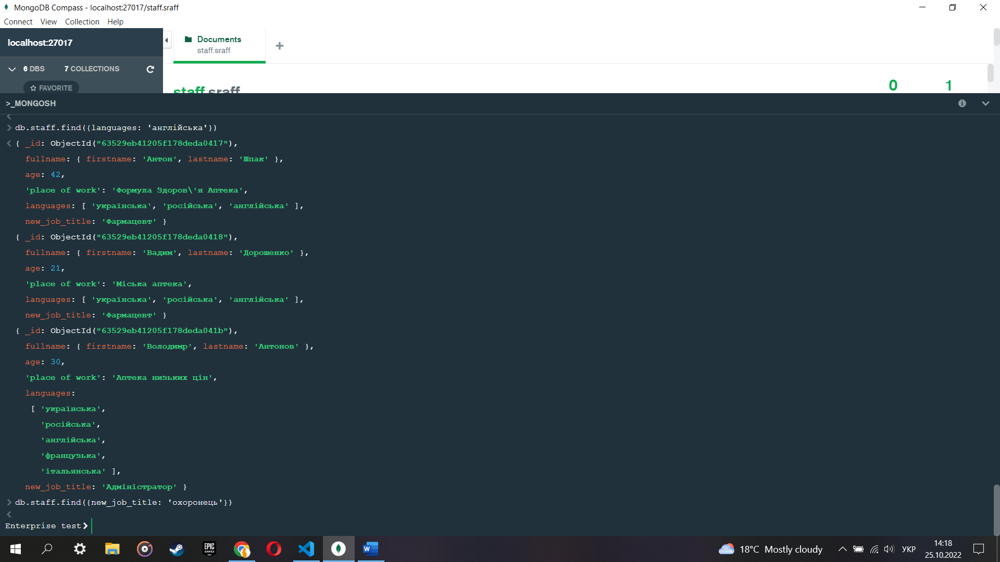 MongoDB Compass - localhost:27017/staff.sraff
Connect View Collection Help
localhost:27017
Documents
staff.sraff
6 DBS 7 COLLECTIONS
FAVORITE
staff.sraff
0 1
>_MONGOSH
db.staff.find({languages: 'англійська'})
{ _id: ObjectId("63529eb41205f178deda0417"),
fullname: { firstname: 'Антон', lastname: 'Шпак' },
age: 42,
'place of work': 'Формула Здоров\'я Аптека',
languages: [ 'українська', 'російська', 'англійська' ],
new_job_title: 'Фармацевт' }
{ _id: ObjectId("63529eb41205f178deda0418"),
fullname: { firstname: 'Вадим', lastname: 'Дорошенко' },
age: 21,
'place of work': 'Міська аптека',
languages: [ 'українська', 'російська', 'англійська' ],
new_job_title: 'Фармацевт' }
{ _id: ObjectId("63529eb41205f178deda041b"),
fullname: { firstname: 'Володимр', lastname: 'Антонов' },
age: 30,
'place of work': 'Аптека низьких цін',
languages:
[ 'українська',
'російська',
'англійська',
'французька',
'італьянська' ],
new_job_title: 'Адміністратор' }
db.staff.find({new_job_title: 'охоронець'})
Enterprise test>
EPIC GAMES
18°C Mostly cloudy
УКР
14:18
25.10.2022